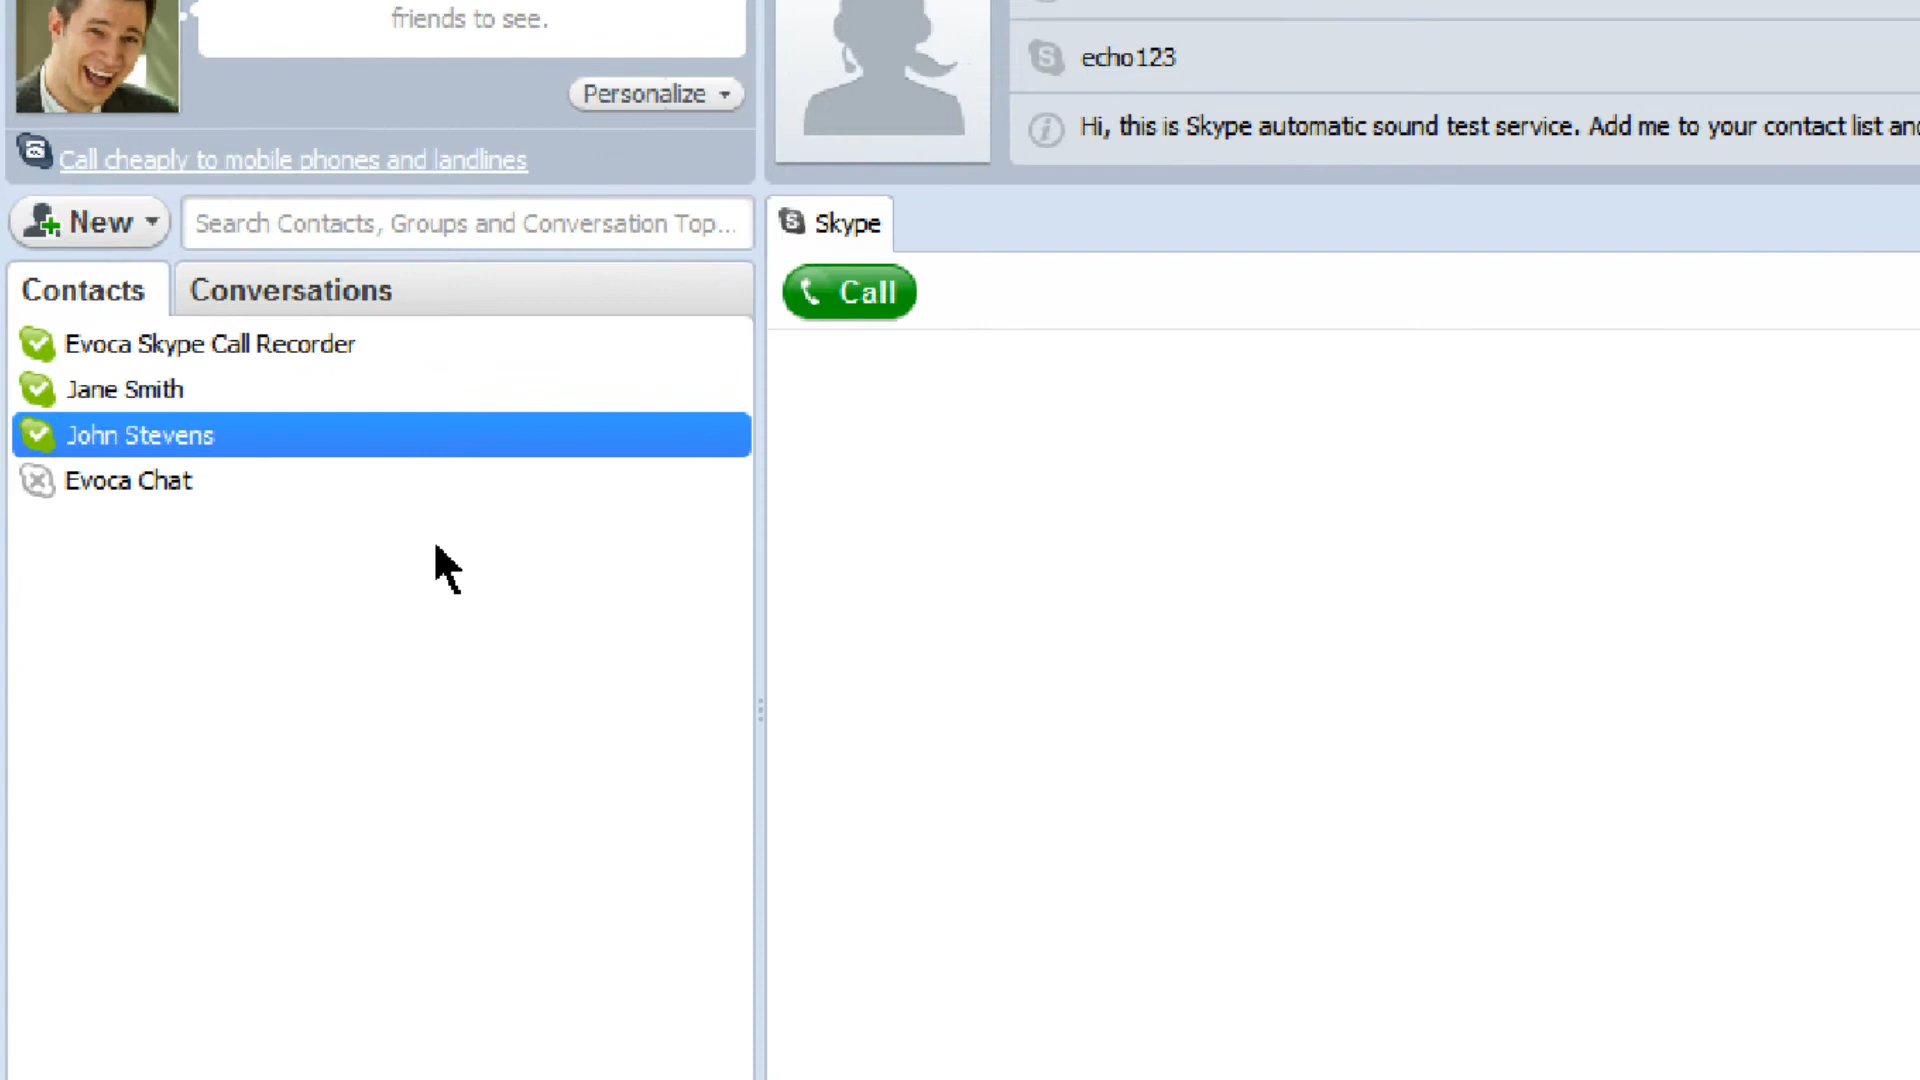 friends to see.
Personalize
Call cheaply to mobile phones and landlines
echo123
Hi, this is Skype automatic sound test service. Add me to your contact list and
New
Search Contacts, Groups and Conversation Top...
Skype
Contacts
Conversations
Call
Evoca Skype Call Recorder
Jane Smith
John Stevens
Evoca Chat